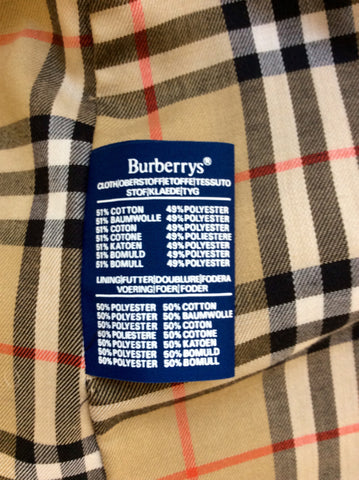 Burberrys®
CLOTH|OBERSTOFF|ETOFFE|TESSUTO
STOF|KLAEDE|TYG
51% COTTON 49% POLYESTER
51% BAUMWOLLE 49% POLYESTER
51% COTON 49% POLYESTER
51% COTONE 49% POLIESTERE
51% KATOEN 49% POLYESTER
51% BOMULD 49% POLYESTER
51% BOMULL 49% POLYESTER
LINING|FUTTER|DOUBLURE|FODERA
VOERING|FOER|FODER
50% POLYESTER 50% COTTON
50% POLYESTER 50% BAUMWOLLE
50% POLYESTER 50% COTON
50% POLIESTERE 50% COTONE
50% POLYESTER 50% KATOEN
50% POLYESTER 50% BOMULD
50% POLYESTER 50% BOMULL